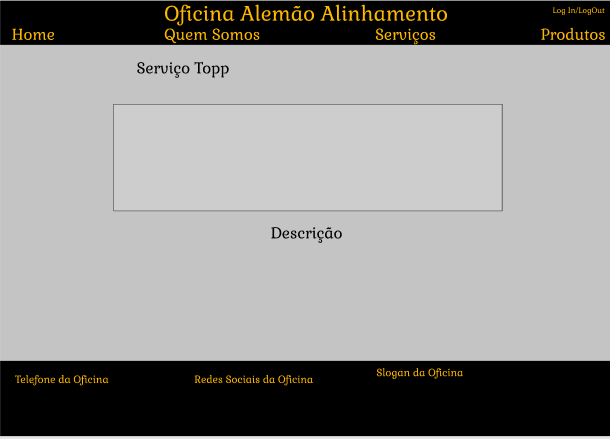 Oficina Alemão Alinhamento
Log In/LogOut
Home
Quem Somos
Serviços
Produtos
Serviço Topp
Descrição
Telefone da Oficina
Redes Sociais da Oficina
Slogan da Oficina